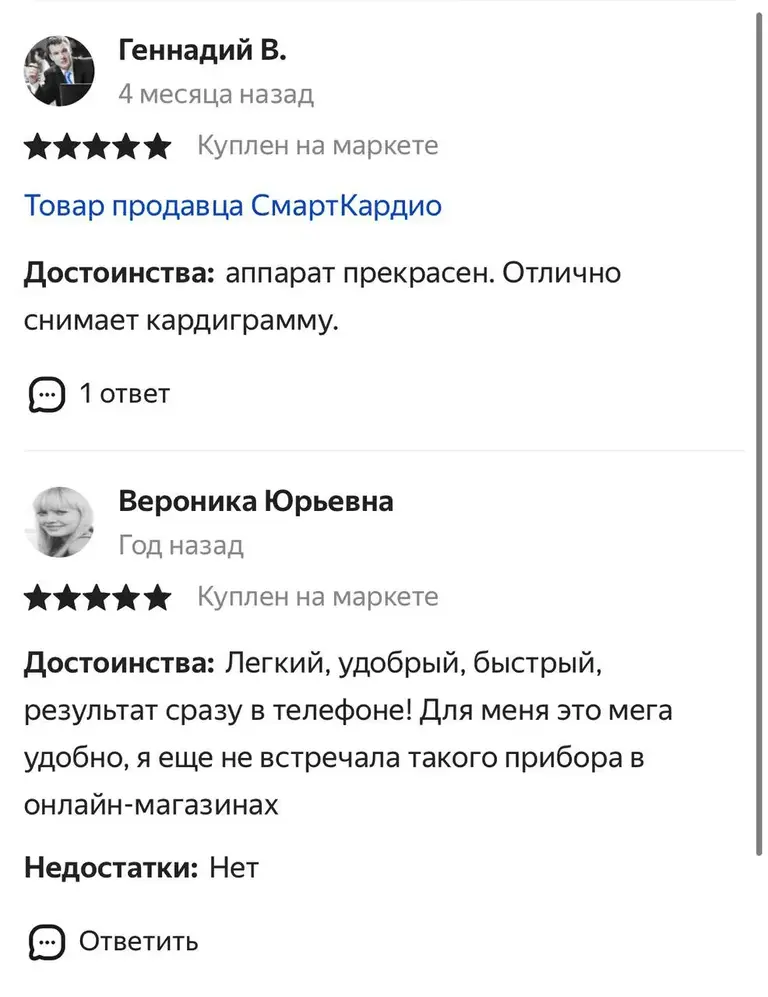 Геннадий В.
4 месяца назад
Куплен на маркете
Товар продавца СмартКардио
Достоинства: аппарат прекрасен. Отлично
снимает кардиграмму.
1 ответ
Вероника Юрьевна
Год назад
Куплен на маркете
Достоинства: Легкий, удобрый, быстрый,
результат сразу в телефоне! Для меня это мега
удобно, я еще не встречала такого прибора в
онлайн-магазинах
Недостатки: Нет
Ответить